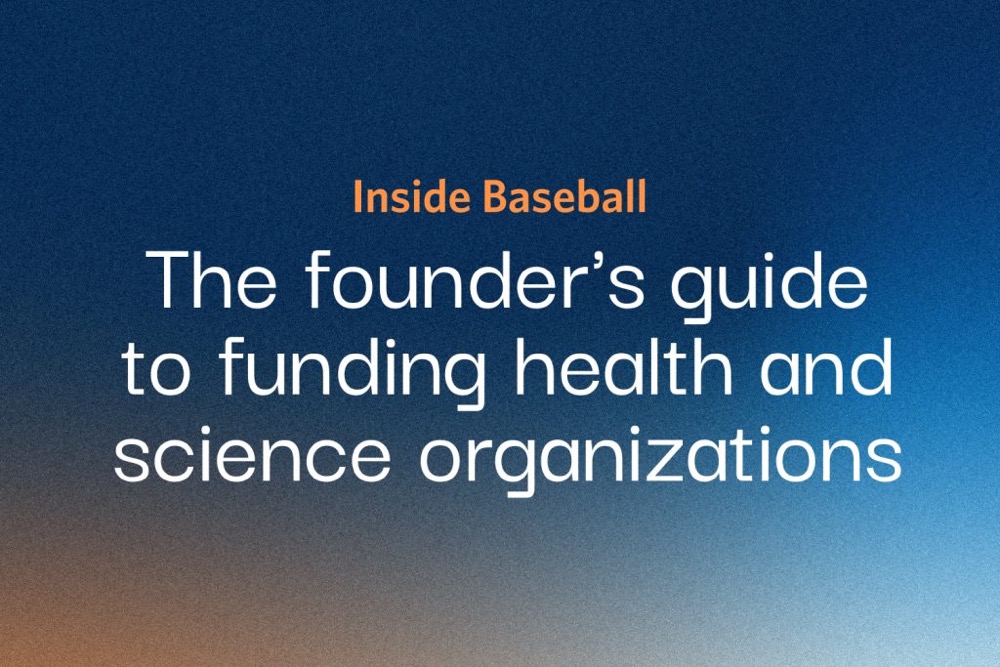 Inside Baseball
The founder’s guide
to funding health and
science organizations